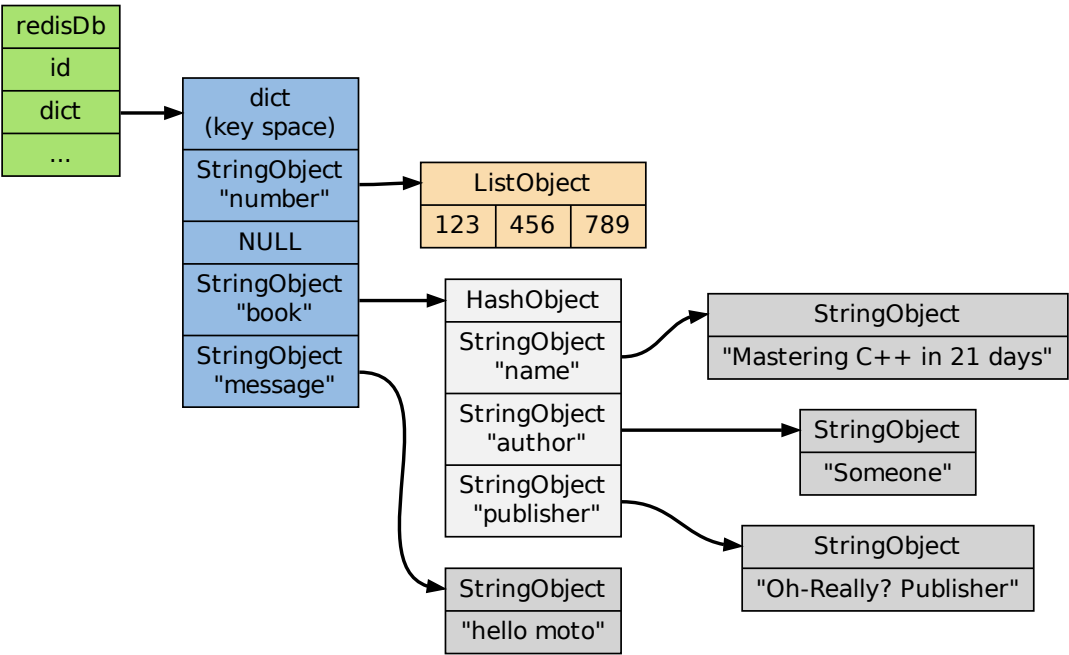 redisDb
id
dict
...
dict
(key space)
StringObject
"number"
NULL
StringObject
"book"
StringObject
"message"
ListObject
123 456 789
HashObject
StringObject
"name"
StringObject
"author"
StringObject
"publisher"
StringObject
"Mastering C++ in 21 days"
StringObject
"Someone"
StringObject
"Oh-Really? Publisher"
StringObject
"hello moto"